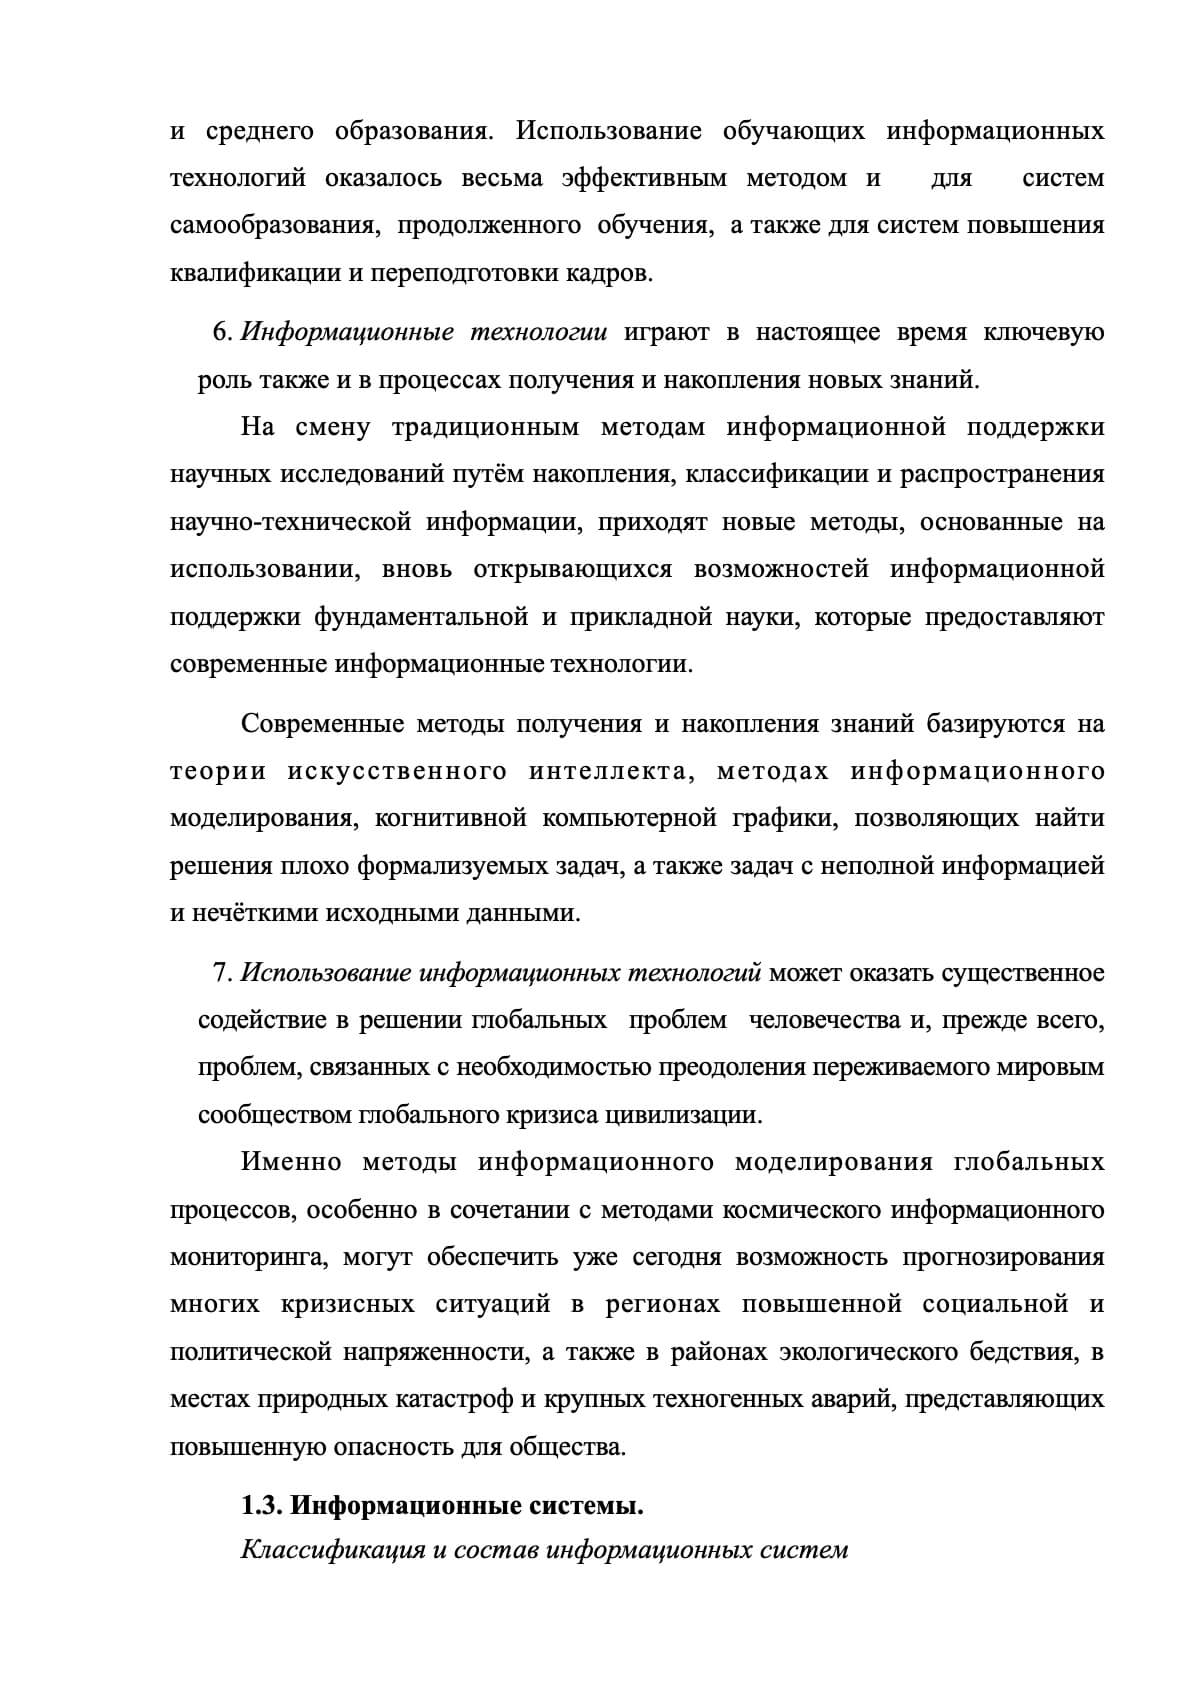 и среднего образования. Использование обучающих информационных
технологий оказалось весьма эффективным методом и для систем
самообразования, продолженного обучения, а также для систем повышения
квалификации и переподготовки кадров.
6. Информационные технологии играют в настоящее время ключевую
роль также и в процессах получения и накопления новых знаний.
На смену традиционным методам информационной поддержки
научных исследований путём накопления, классификации и распространения
научно-технической информации, приходят новые методы, основанные на
использовании, вновь открывающихся возможностей информационной
поддержки фундаментальной и прикладной науки, которые предоставляют
современные информационные технологии.
Современные методы получения и накопления знаний базируются на
теории искусственного интеллекта, методах информационного
моделирования, когнитивной компьютерной графики, позволяющих найти
решения плохо формализуемых задач, а также задач с неполной информацией
и нечёткими исходными данными.
7. Использование информационных технологий может оказать существенное
содействие в решении глобальных проблем человечества и, прежде всего,
проблем, связанных с необходимостью преодоления переживаемого мировым
сообществом глобального кризиса цивилизации.
Именно методы информационного моделирования глобальных
процессов, особенно в сочетании с методами космического информационного
мониторинга, могут обеспечить уже сегодня возможность прогнозирования
многих кризисных ситуаций в регионах повышенной социальной и
политической напряженности, а также в районах экологического бедствия, в
местах природных катастроф и крупных техногенных аварий, представляющих
повышенную опасность для общества.
1.3. Информационные системы.
Классификация и состав информационных систем